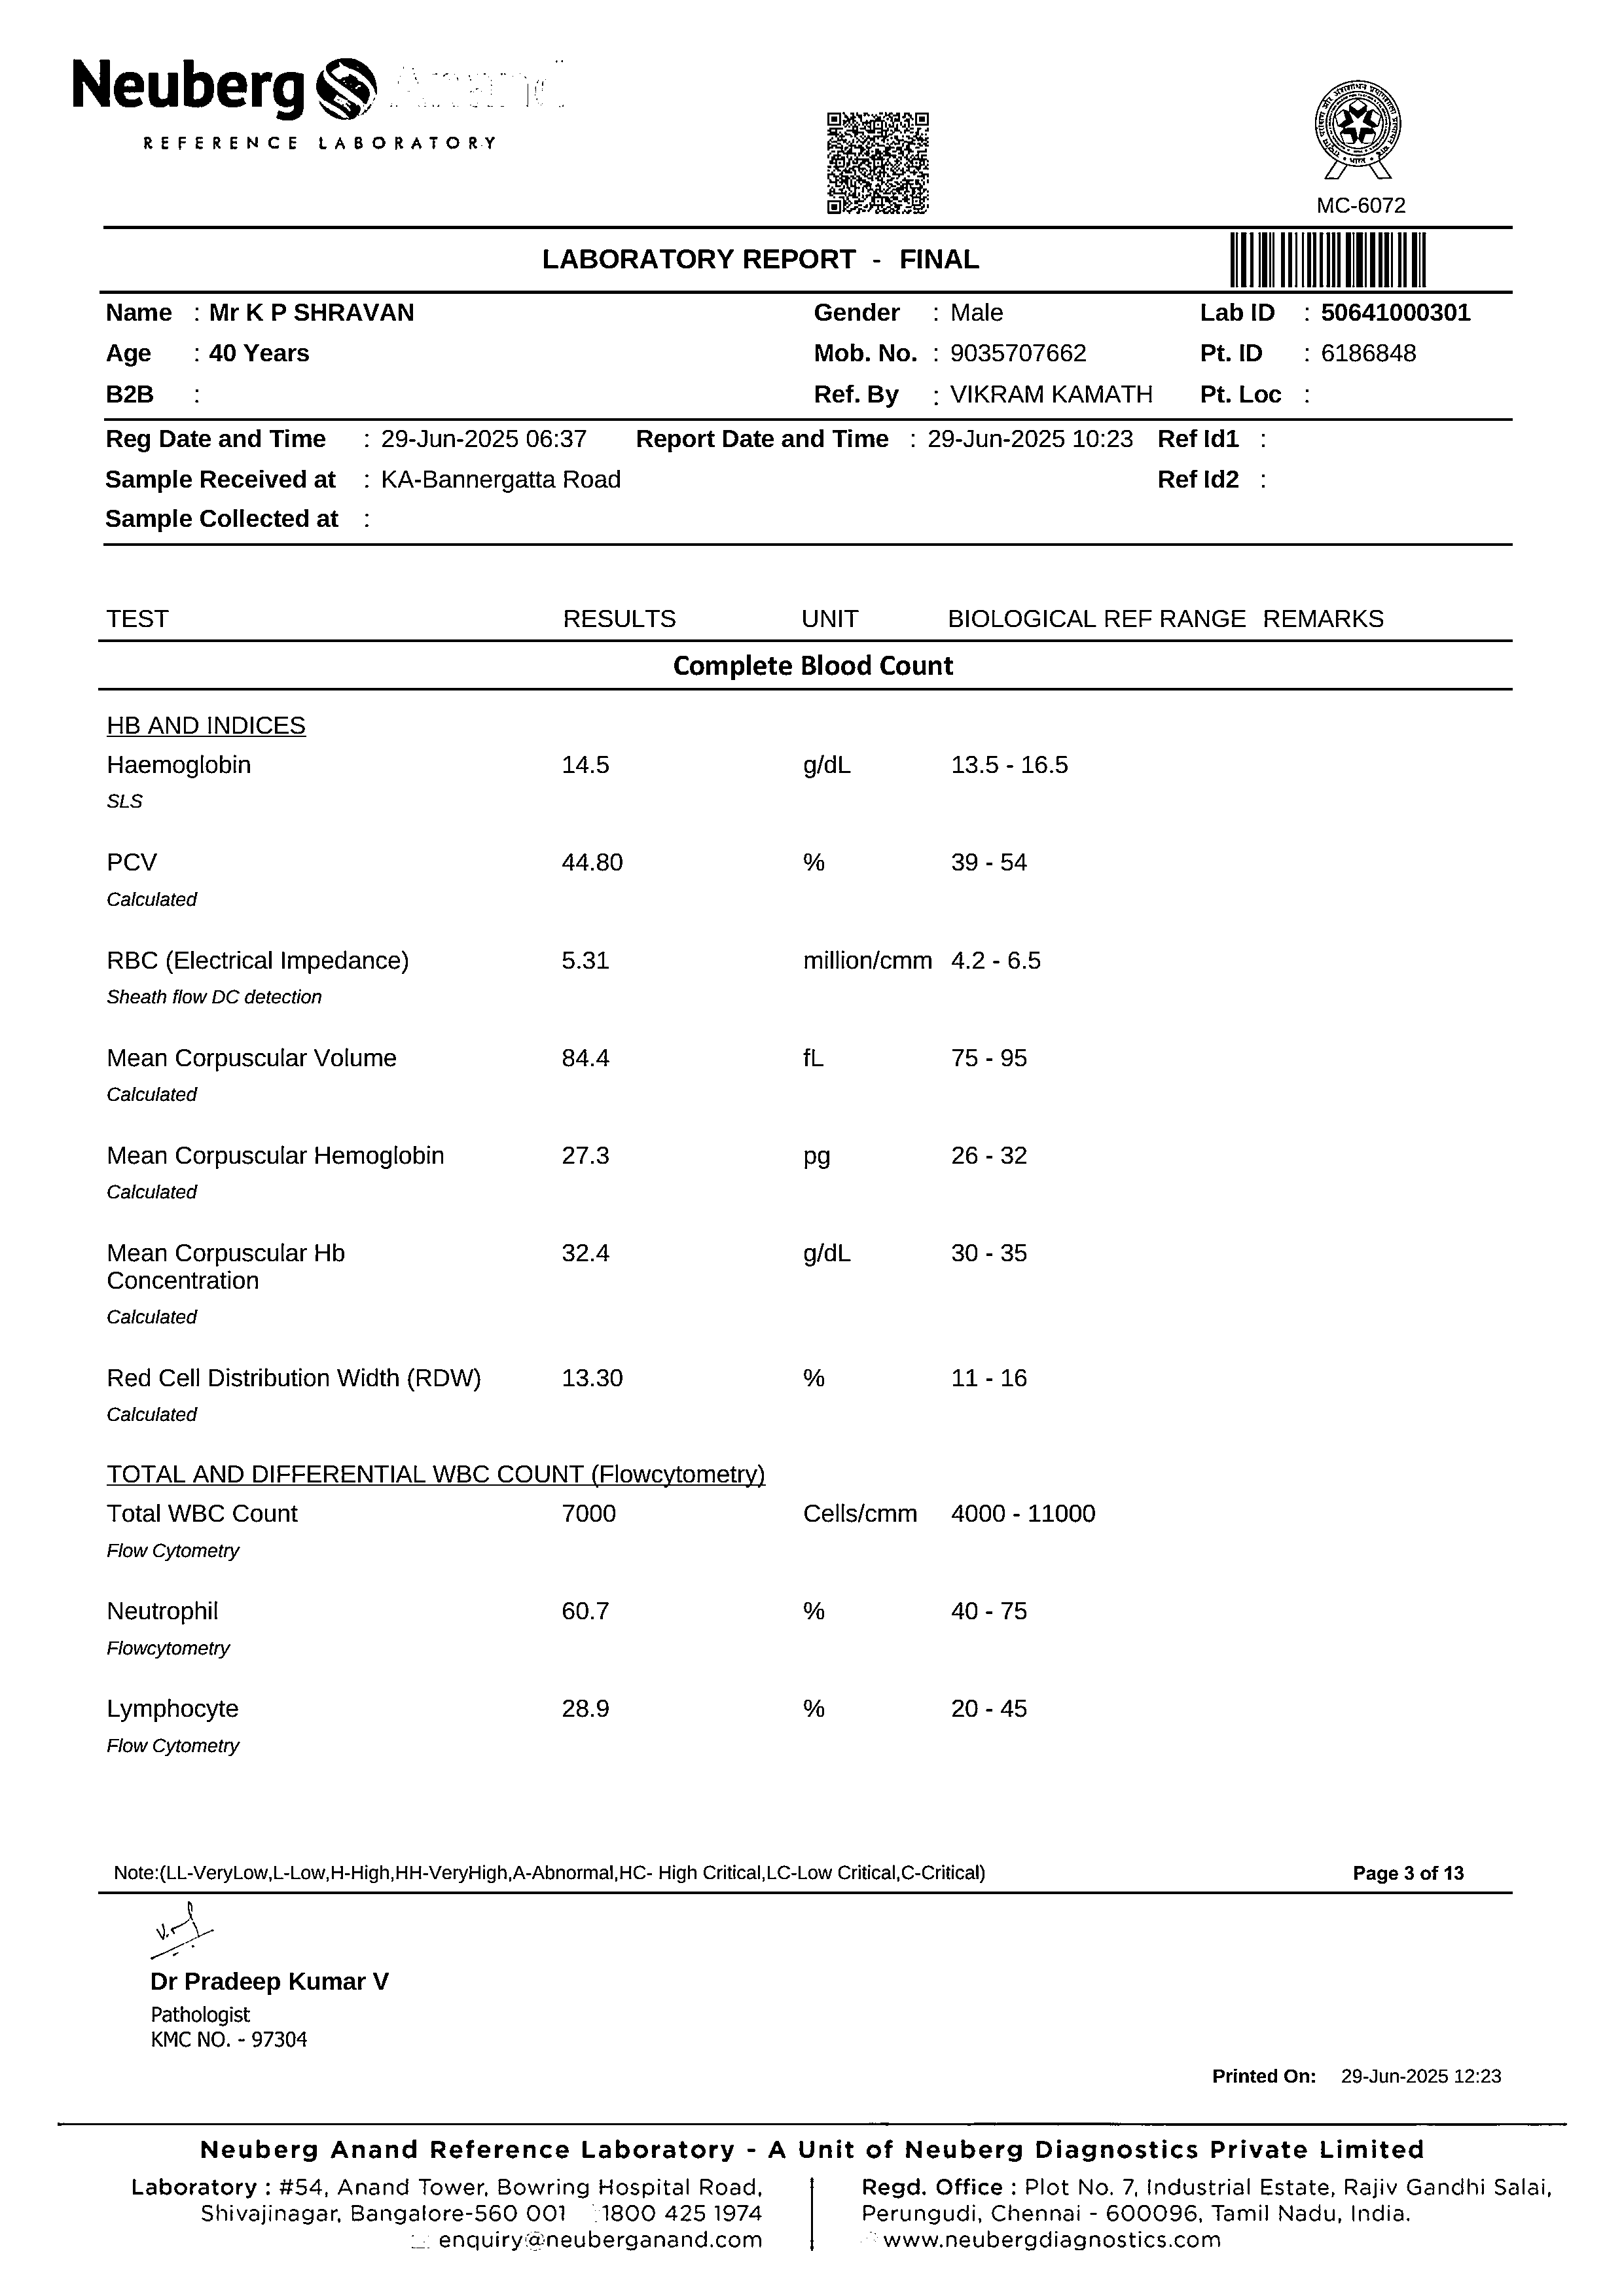 Neuberg Anand
REFERENCE LABORATORY
MC-6072
LABORATORY REPORT - FINAL
Name : Mr K P SHRAVAN Gender : Male Lab ID : 50641000301
Age : 40 Years Mob. No. : 9035707662 Pt. ID : 6186848
B2B : Ref. By : VIKRAM KAMATH Pt. Loc :
Reg Date and Time : 29-Jun-2025 06:37 Report Date and Time : 29-Jun-2025 10:23 Ref Id1 :
Sample Received at : KA-Bannergatta Road Ref Id2 :
Sample Collected at :
TEST RESULTS UNIT BIOLOGICAL REF RANGE REMARKS
Complete Blood Count
HB AND INDICES
Haemoglobin 14.5 g/dL 13.5 - 16.5
SLS
PCV 44.80 % 39 - 54
Calculated
RBC (Electrical Impedance) 5.31 million/cmm 4.2 - 6.5
Sheath flow DC detection
Mean Corpuscular Volume 84.4 fL 75 - 95
Calculated
Mean Corpuscular Hemoglobin 27.3 pg 26 - 32
Calculated
Mean Corpuscular Hb 32.4 g/dL 30 - 35
Concentration
Calculated
Red Cell Distribution Width (RDW) 13.30 % 11 - 16
Calculated
TOTAL AND DIFFERENTIAL WBC COUNT (Flowcytometry)
Total WBC Count 7000 Cells/cmm 4000 - 11000
Flow Cytometry
Neutrophil 60.7 % 40 - 75
Flowcytometry
Lymphocyte 28.9 % 20 - 45
Flow Cytometry
Note:(LL-VeryLow,L-Low,H-High,HH-VeryHigh,A-Abnormal,HC- High Critical,LC-Low Critical,C-Critical) Page 3 of 13
Dr Pradeep Kumar V
Pathologist
KMC NO. - 97304
Printed On: 29-Jun-2025 12:23
Neuberg Anand Reference Laboratory - A Unit of Neuberg Diagnostics Private Limited
Laboratory : #54, Anand Tower, Bowring Hospital Road,
Shivajinagar, Bangalore-560 001 1800 425 1974
enquiry@neuberganand.com
Regd. Office : Plot No. 7, Industrial Estate, Rajiv Gandhi Salai,
Perungudi, Chennai - 600096, Tamil Nadu, India.
www.neubergdiagnostics.com